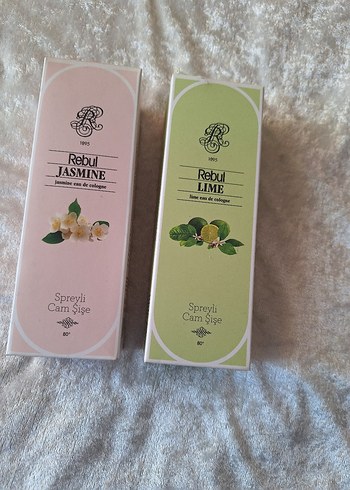 1895
Rebul
JASMINE
jasmine eau de cologne
Spreyli
Cam Şişe
80°
1895
Rebul
LIME
lime eau de cologne
Spreyli
Cam Şişe
80°